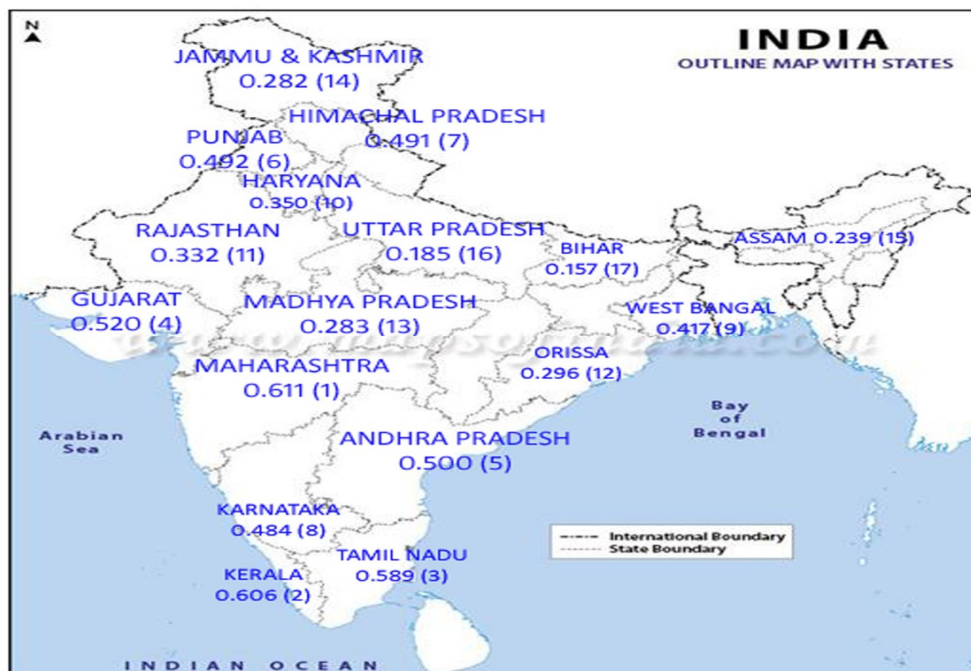 N
INDIA
OUTLINE MAP WITH STATES
JAMMU & KASHMIR
0.282 (14)
HIMACHAL PRADESH
0.491 (7)
PUNJAB
0.492 (6)
HARYANA
0.350 (10)
RAJASTHAN
0.332 (11)
UTTAR PRADESH
0.185 (16)
BIHAR
0.157 (17)
ASSAM 0.239 (15)
GUJARAT
0.520 (4)
MADHYA PRADESH
0.283 (13)
WEST BANGAL
0.417 (9)
www.mapsofindia.com
ORISSA
0.296 (12)
MAHARASHTRA
0.611 (1)
Arabian
Sea
Bay
of
Bengal
ANDHRA PRADESH
0.500 (5)
KARNATAKA
0.484 (8)
International Boundary
State Boundary
TAMIL NADU
0.589 (3)
KERALA
0.606 (2)
INDIAN OCEAN